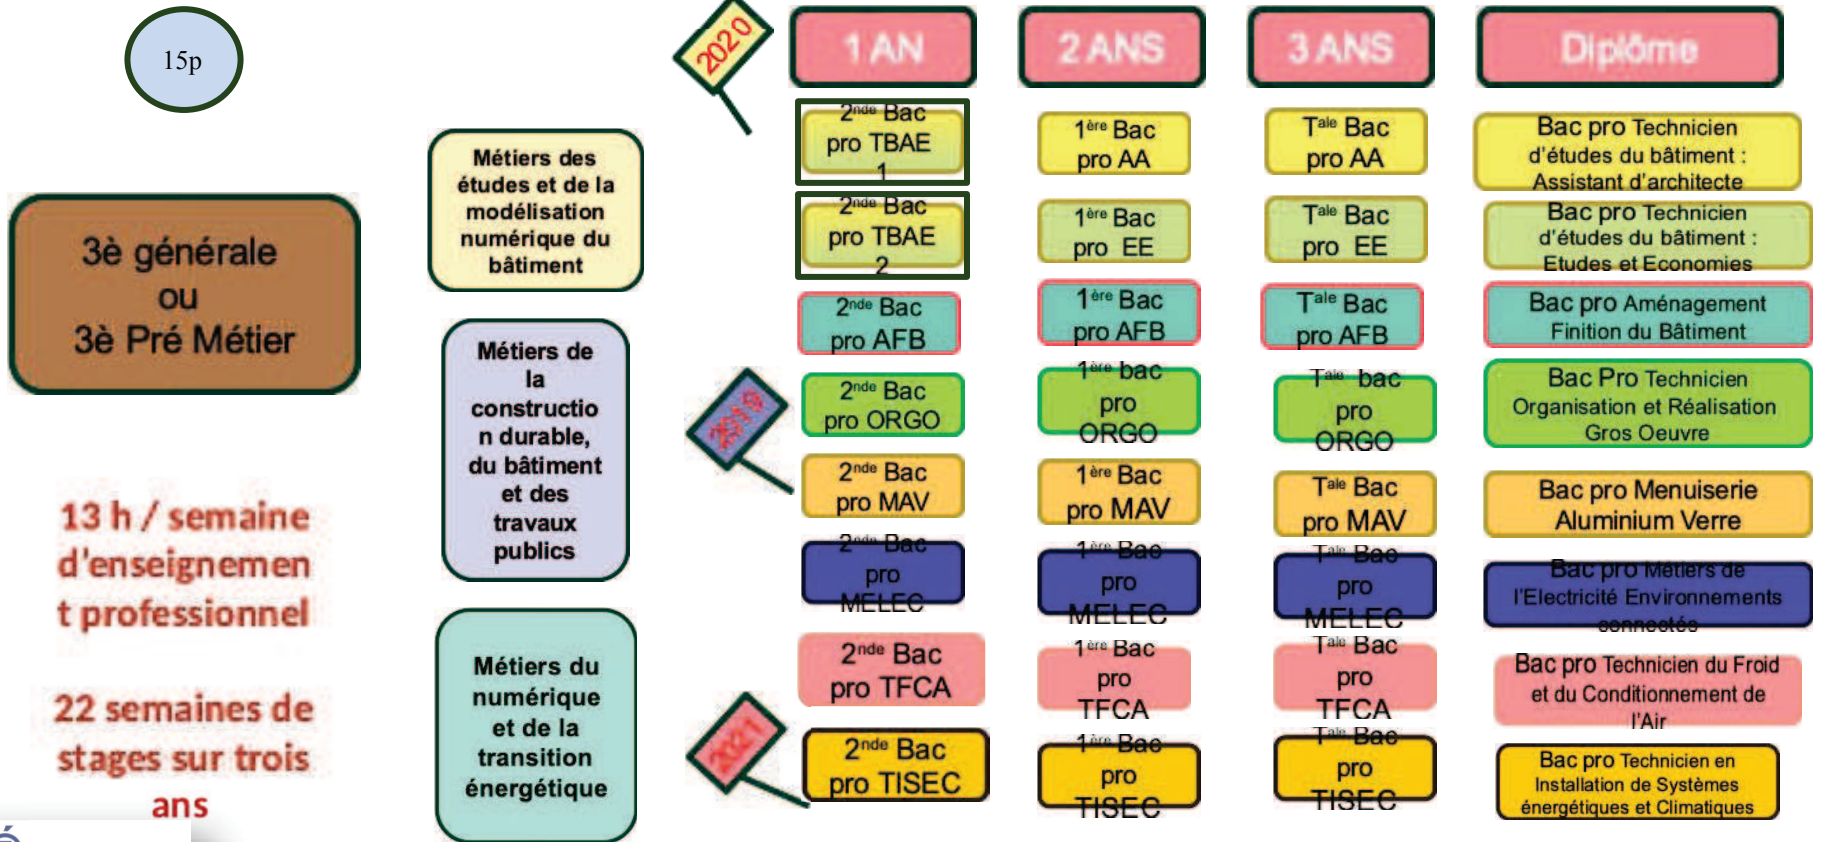 15p
3è générale
ou
3è Pré Métier
13 h / semaine
d'enseignemen
t professionnel
22 semaines de
stages sur trois
ans
Métiers des
études et de la
modélisation
numérique du
bâtiment
Métiers de
la
constructio
n durable,
du bâtiment
et des
travaux
publics
Métiers du
numérique
et de la
transition
énergétique
2020
2019
2021
1 AN
2 ANS
3 ANS
Diplôme
2nde Bac
pro TBAE
1
1ère Bac
pro AA
Tale Bac
pro AA
Bac pro Technicien
d'études du bâtiment :
Assistant d'architecte
2nde Bac
pro TBAE
2
1ère Bac
pro EE
Tale Bac
pro EE
Bac pro Technicien
d'études du bâtiment :
Etudes et Economies
2nde Bac
pro AFB
1ère Bac
pro AFB
Tale Bac
pro AFB
Bac pro Aménagement
Finition du Bâtiment
2nde Bac
pro ORGO
1ère bac
pro
ORGO
Tale bac
pro
ORGO
Bac Pro Technicien
Organisation et Réalisation
Gros Oeuvre
2nde Bac
pro MAV
1ère Bac
pro MAV
Tale Bac
pro MAV
Bac pro Menuiserie
Aluminium Verre
2nde Bac
pro
MELEC
1ère Bac
pro
MELEC
Tale Bac
pro
MELEC
Bac pro Métiers de
l'Electricité Environnements
connectés
2nde Bac
pro TFCA
1ère Bac
pro
TFCA
Tale Bac
pro
TFCA
Bac pro Technicien du Froid
et du Conditionnement de
l'Air
2nde Bac
pro TISEC
1ère Bac
pro
TISEC
Tale Bac
pro
TISEC
Bac pro Technicien en
Installation de Systèmes
énergétiques et Climatiques